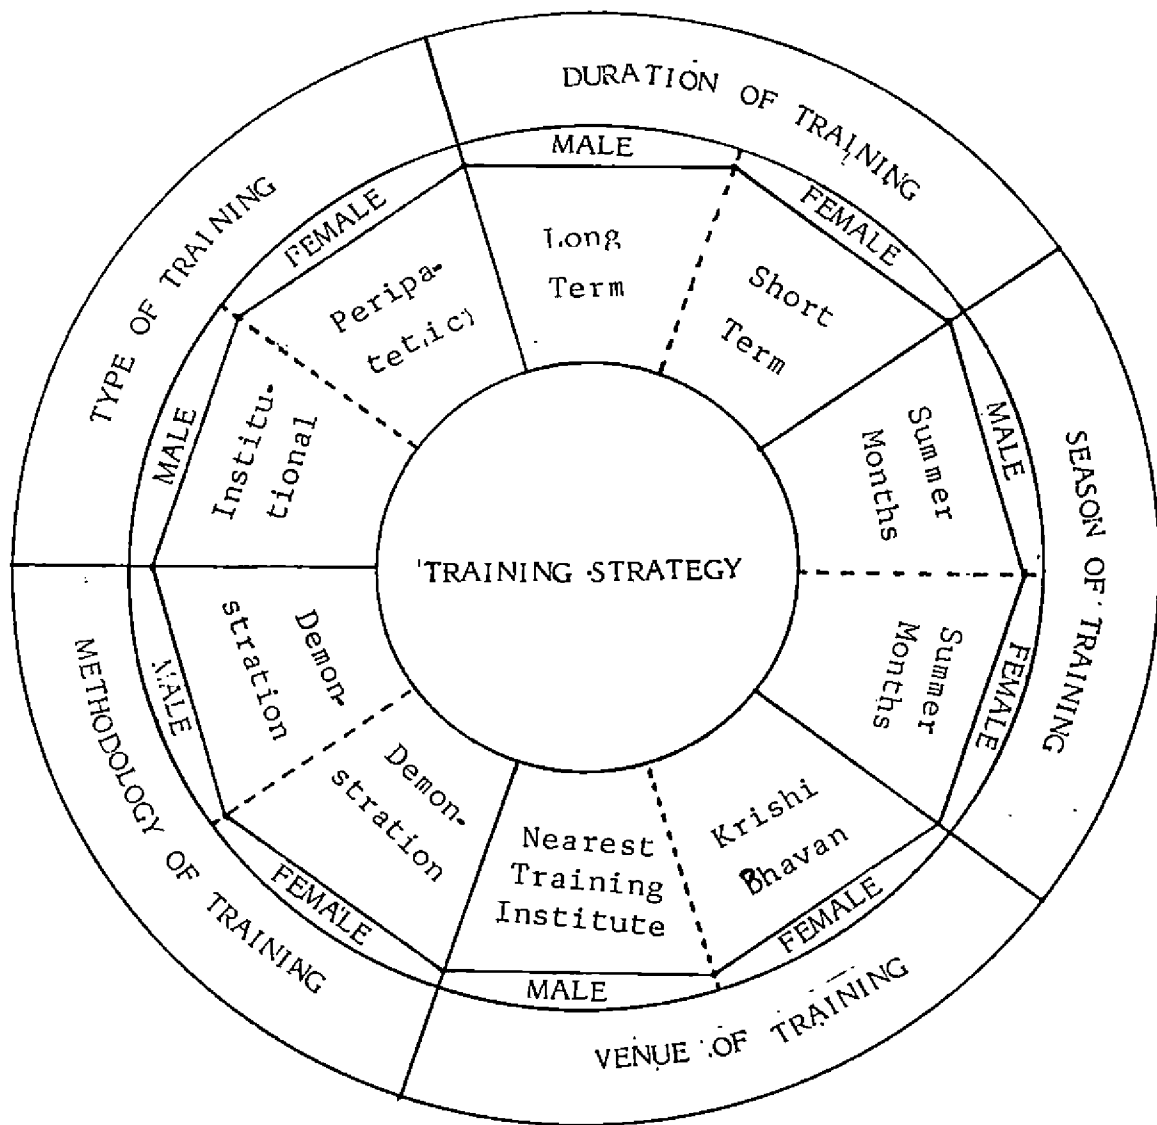 DURATION OF TRAINING
MALE
Long
Term
FEMALE
Short
Term
SEASON OF TRAINING
MALE
Summer
Months
FEMALE
Summer
Months
VENUE OF TRAINING
FEMALE
Krishi
Bhavan
MALE
Nearest
Training
Institute
METHODOLOGY OF TRAINING
FEMALE
Demon-
stration
MALE
Demon-
stration
TYPE OF TRAINING
MALE
Institu-
tional
FEMALE
Peripa-
tetic
TRAINING STRATEGY